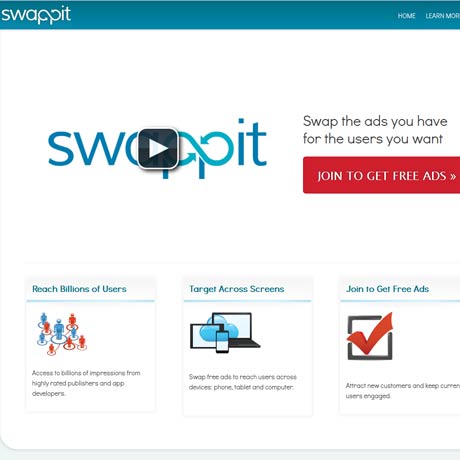 swappit
HOME LEARN MORE
swappit
Swap the ads you have
for the users you want
JOIN TO GET FREE ADS »
Reach Billions of Users
Access to billions of impressions from
highly rated publishers and app
developers.
Target Across Screens
Swap free ads to reach users across
devices: phone, tablet and computer.
Join to Get Free Ads
Attract new customers and keep current
users engaged.